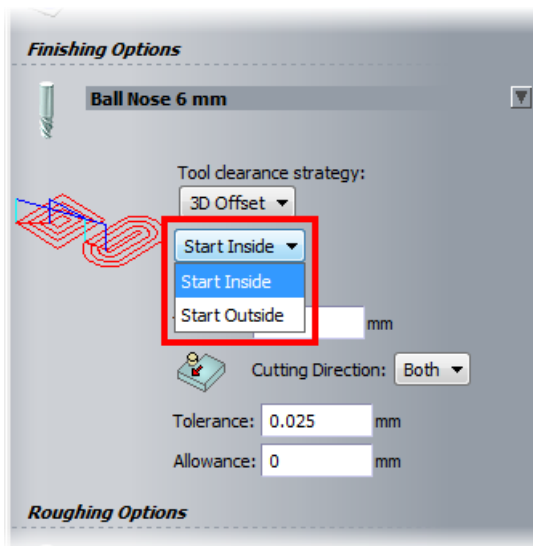 Finishing Options
Ball Nose 6 mm
Tool clearance strategy:
3D Offset
Start Inside
Start Inside
Start Outside
mm
Cutting Direction: Both
Tolerance: 0.025 mm
Allowance: 0 mm
Roughing Options